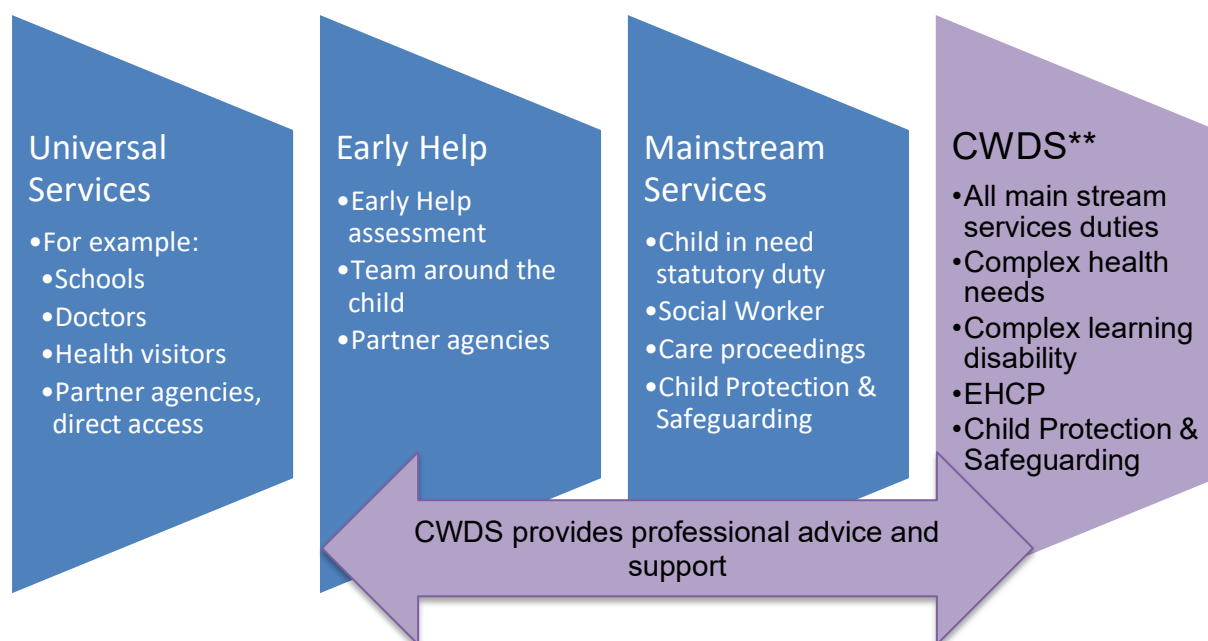 Universal
Services
•For example:
•Schools
•Doctors
•Health visitors
•Partner agencies,
direct access
Early Help
•Early Help
assessment
•Team around the
child
•Partner agencies
Mainstream
Services
•Child in need
statutory duty
•Social Worker
•Care proceedings
•Child Protection &
Safeguarding
CWDS**
•All main stream
services duties
•Complex health
needs
•Complex learning
disability
•EHCP
•Child Protection &
Safeguarding
CWDS provides professional advice and
support